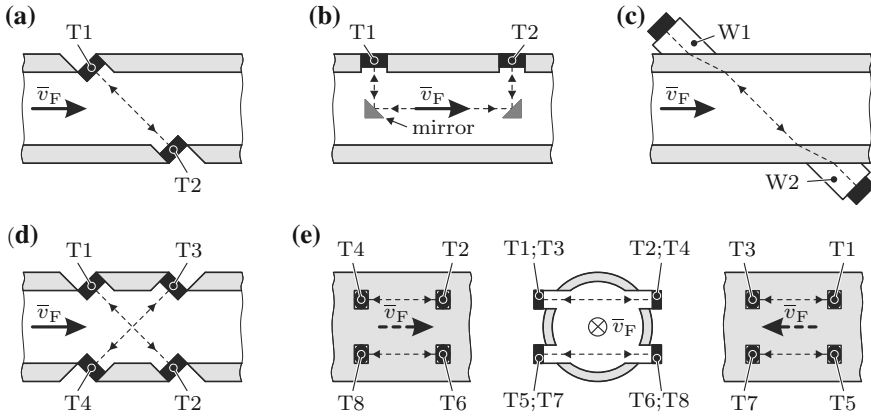 (a)
T1
v̅F
T2
(b)
T1
T2
v̅F
mirror
(c)
W1
v̅F
W2
(d)
T1
T3
v̅F
T4
T2
(e)
T4
T2
v̅F
T8
T6
T1;T3
T2;T4
v̅F
T5;T7
T6;T8
T3
T1
v̅F
T7
T5